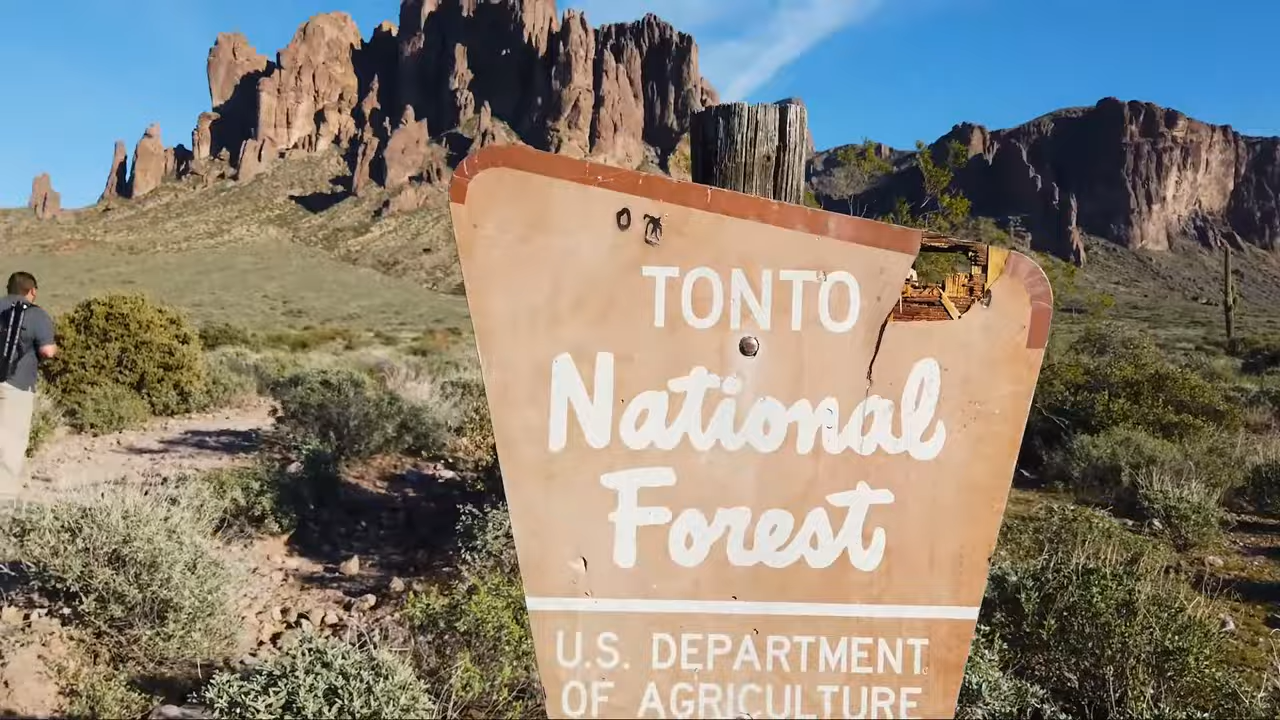 TONTO
National
Forest
U.S. DEPARTMENT
OF AGRICULTURE